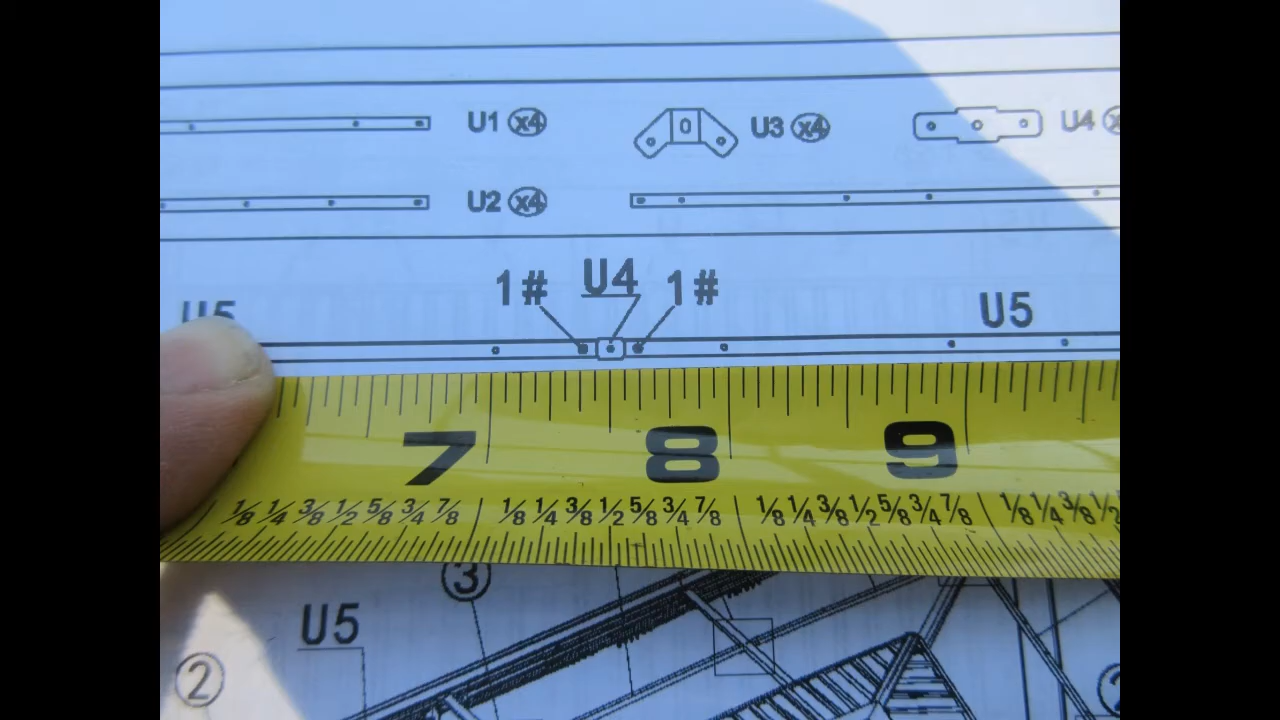 U1 x4
U3 x4
U4
U2 x4
1# U4 1#
U5
U5
7 8 9
1/8 1/4 3/8 1/2 5/8 3/4 7/8 1/8 1/4 3/8 1/2 5/8 3/4 7/8 1/8 1/4 3/8 1/2 5/8 3/4 7/8 1/8 1/4 3/8 1/2
3
U5
2